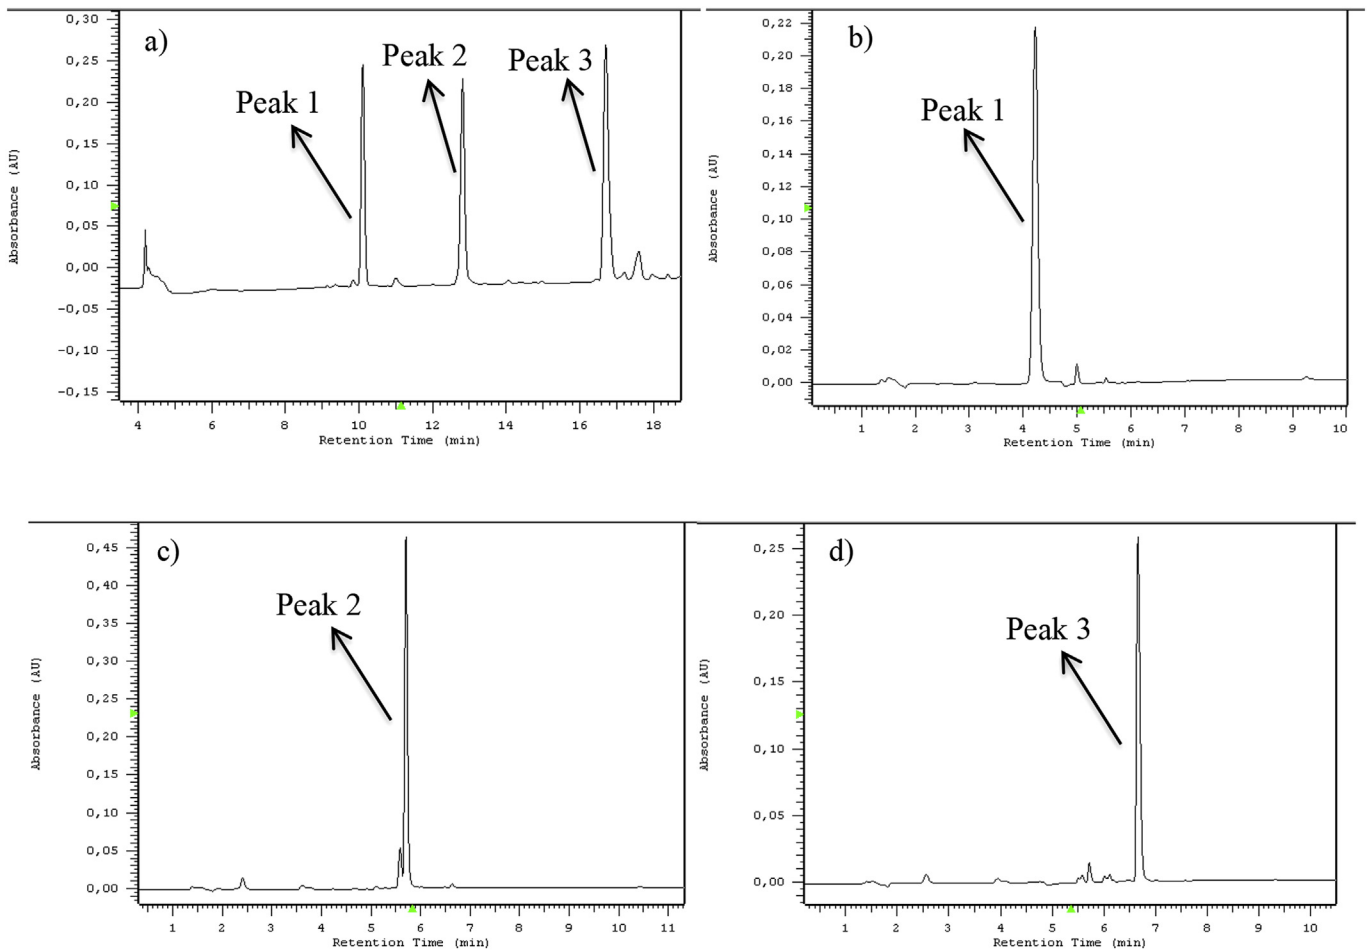 a)
Peak 1
Peak 2
Peak 3
0,30
0,25
0,20
0,15
0,10
0,05
0,00
−0,05
−0,10
−0,15
Absorbance (AU)
4 6 8 10 12 14 16 18
Retention Time (min)
b)
Peak 1
0,22
0,20
0,18
0,16
0,14
0,12
0,10
0,08
0,06
0,04
0,02
0,00
Absorbance (AU)
1 2 3 4 5 6 7 8 9 10
Retention Time (min)
c)
Peak 2
0,45
0,40
0,35
0,30
0,25
0,20
0,15
0,10
0,05
0,00
Absorbance (AU)
1 2 3 4 5 6 7 8 9 10 11
Retention Time (min)
d)
Peak 3
0,25
0,20
0,15
0,10
0,05
0,00
Absorbance (AU)
1 2 3 4 5 6 7 8 9 10
Retention Time (min)